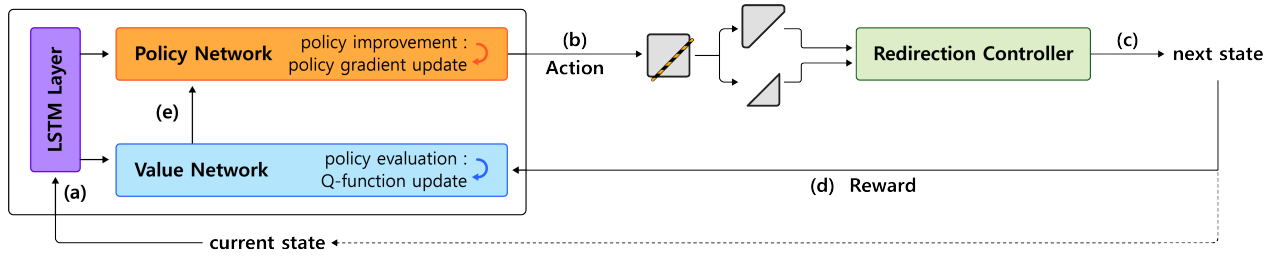 LSTM Layer
Policy Network
policy improvement :
policy gradient update
(b)
Action
Redirection Controller
(c)
next state
(e)
Value Network
policy evaluation :
Q-function update
(a)
(d) Reward
current state